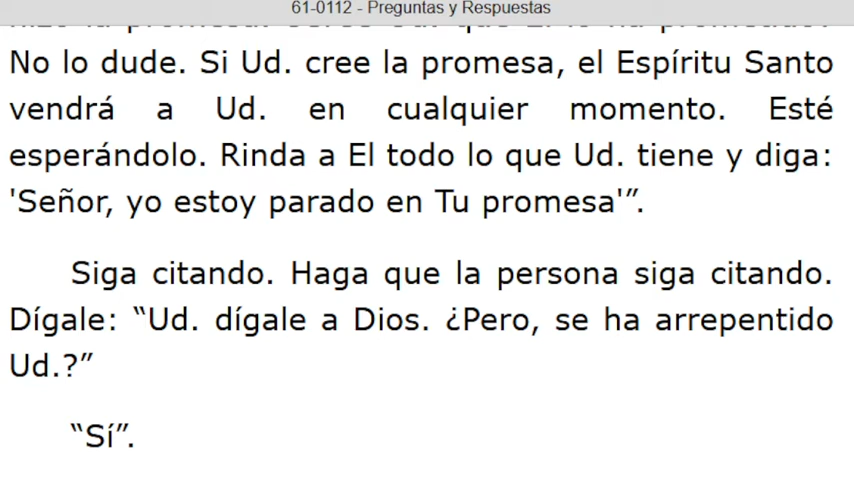 61-0112 - Preguntas y Respuestas
No lo dude. Si Ud. cree la promesa, el Espíritu Santo
vendrá a Ud. en cualquier momento. Esté
esperándolo. Rinda a El todo lo que Ud. tiene y diga:
'Señor, yo estoy parado en Tu promesa'”.
Siga citando. Haga que la persona siga citando.
Dígale: “Ud. dígale a Dios. ¿Pero, se ha arrepentido
Ud.?”
“Sí”.